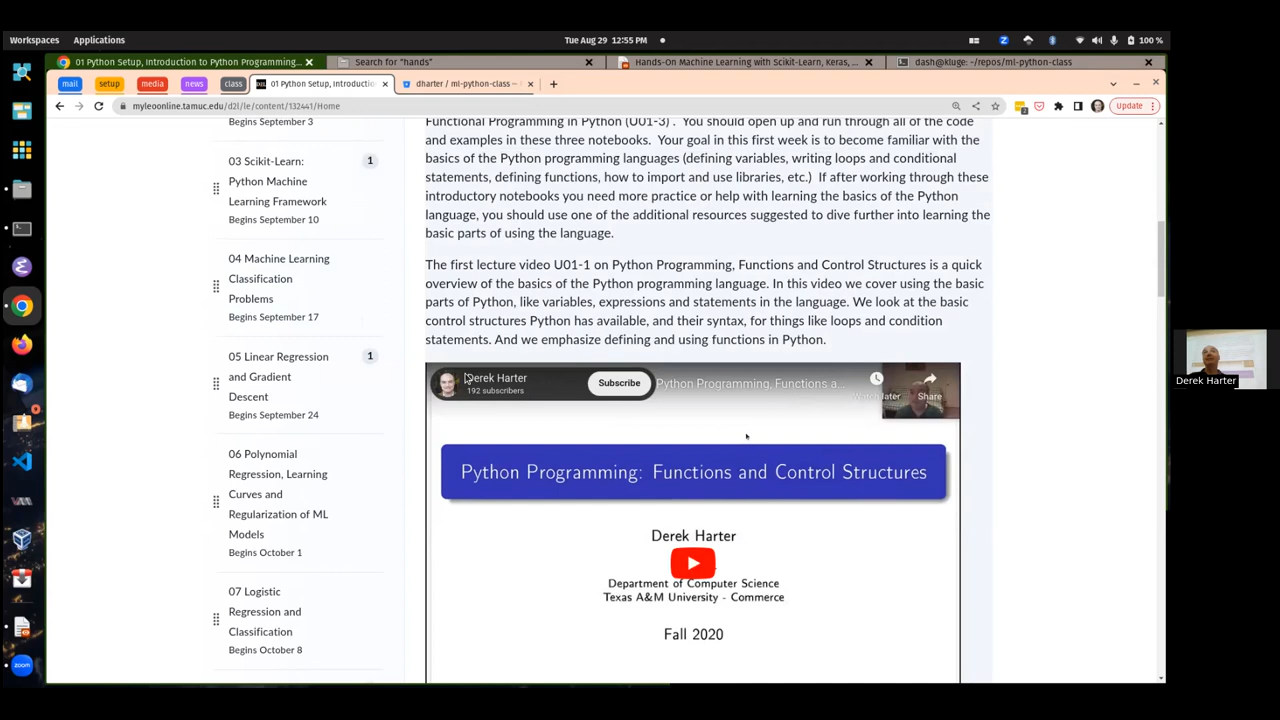 Workspaces Applications Tue Aug 29 12:55 PM 100 %
01 Python Setup, Introduction to Python Programming... Search for "hands" Hands-On Machine Learning with Scikit-Learn, Keras, ... dash@kluge: ~/repos/ml-python-class
mail setup media news class 01 Python Setup, Introductio dharter / ml-python-class —
myleoonline.tamuc.edu/d2l/le/content/132441/Home Update
Begins September 3
03 Scikit-Learn: 1
Python Machine
Learning Framework
Begins September 10
04 Machine Learning
Classification
Problems
Begins September 17
05 Linear Regression 1
and Gradient
Descent
Begins September 24
06 Polynomial
Regression, Learning
Curves and
Regularization of ML
Models
Begins October 1
07 Logistic
Regression and
Classification
Begins October 8
Functional Programming in Python (U01-3) . You should open up and run through all of the code
and examples in these three notebooks. Your goal in this first week is to become familiar with the
basics of the Python programming languages (defining variables, writing loops and conditional
statements, defining functions, how to import and use libraries, etc.) If after working through these
introductory notebooks you need more practice or help with learning the basics of the Python
language, you should use one of the additional resources suggested to dive further into learning the
basic parts of using the language.
The first lecture video U01-1 on Python Programming, Functions and Control Structures is a quick
overview of the basics of the Python programming language. In this video we cover using the basic
parts of Python, like variables, expressions and statements in the language. We look at the basic
control structures Python has available, and their syntax, for things like loops and condition
statements. And we emphasize defining and using functions in Python.
Derek Harter
192 subscribers
Subscribe
Python Programming, Functions a...
Watch later Share
Python Programming: Functions and Control Structures
Derek Harter
Department of Computer Science
Texas A&M University - Commerce
Fall 2020
zoom
Derek Harter